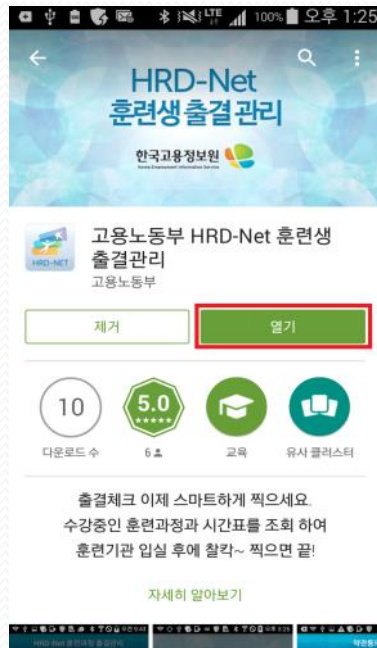 LTE 100% 오후 1:25
HRD-Net
훈련생 출결 관리
한국고용정보원
Korea Employment Information Service
HRD-NET
고용노동부 HRD-Net 훈련생
출결관리
고용노동부
제거 열기
10 5.0
다운로드 수 6 교육 유사 클러스터
출결체크 이제 스마트하게 찍으세요.
수강중인 훈련과정과 시간표를 조회 하여
훈련기관 입실 후에 찰칵~ 찍으면 끝!
자세히 알아보기